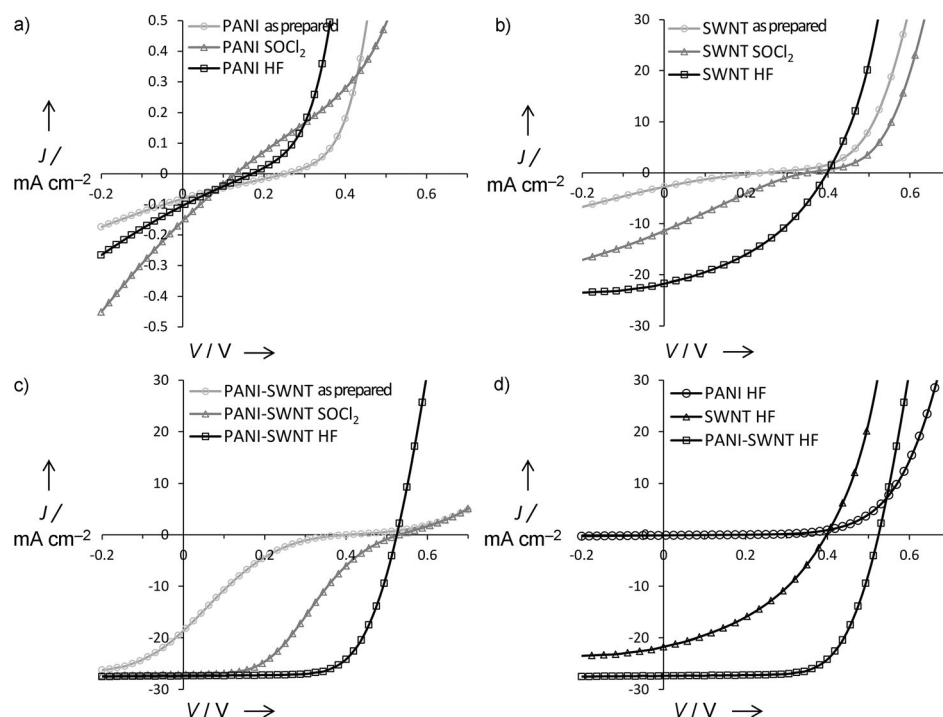 a)
PANI as prepared
PANI SOCl₂
PANI HF
0.5
0.4
0.3
0.2
0.1
0
-0.1
-0.2
-0.3
-0.4
-0.5
-0.2
0
0.2
0.4
0.6
J /
mA cm⁻²
V / V
b)
SWNT as prepared
SWNT SOCl₂
SWNT HF
30
20
10
0
-10
-20
-30
-0.2
0
0.2
0.4
0.6
J /
mA cm⁻²
V / V
c)
PANI-SWNT as prepared
PANI-SWNT SOCl₂
PANI-SWNT HF
30
20
10
0
-10
-20
-30
-0.2
0
0.2
0.4
0.6
J /
mA cm⁻²
V / V
d)
PANI HF
SWNT HF
PANI-SWNT HF
30
20
10
0
-10
-20
-30
-0.2
0
0.2
0.4
0.6
J /
mA cm⁻²
V / V